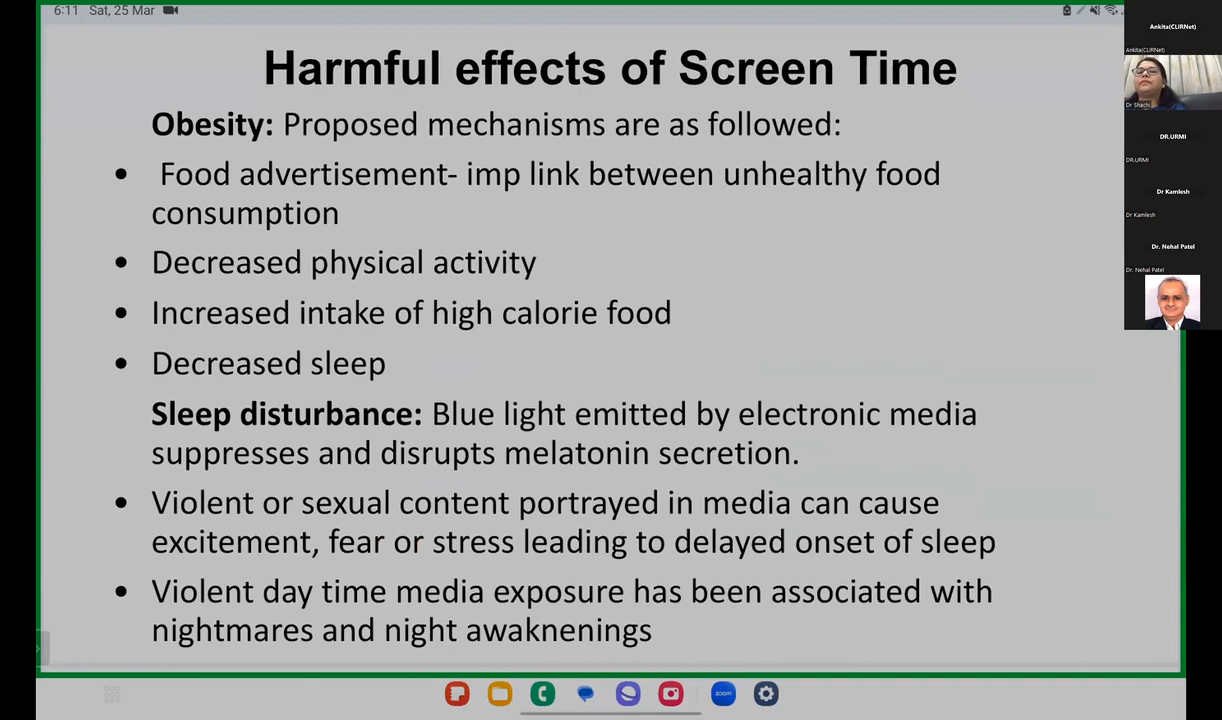 6:11 Sat, 25 Mar
Harmful effects of Screen Time
Obesity: Proposed mechanisms are as followed:
• Food advertisement- imp link between unhealthy food
consumption
• Decreased physical activity
• Increased intake of high calorie food
• Decreased sleep
Sleep disturbance: Blue light emitted by electronic media
suppresses and disrupts melatonin secretion.
• Violent or sexual content portrayed in media can cause
excitement, fear or stress leading to delayed onset of sleep
• Violent day time media exposure has been associated with
nightmares and night awaknenings
zoom
Ankita(CLIRNet)
Ankita(CLIRNet)
Dr Shachi
DR.URMI
DR.URMI
Dr Kamlesh
Dr Kamlesh
Dr. Nehal Patel
Dr. Nehal Patel